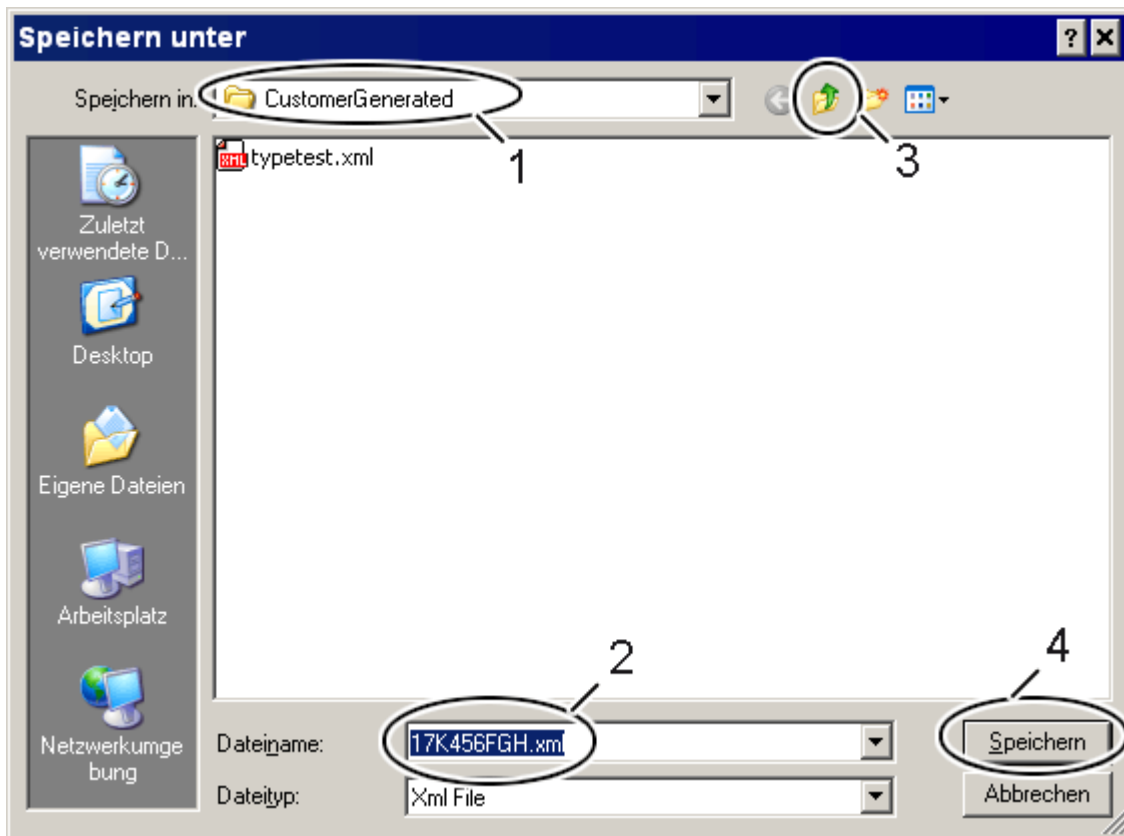 Speichern unter
Speichern in:
CustomerGenerated
1
3
XML
typetest.xml
Zuletzt
verwendete D...
Desktop
Eigene Dateien
Arbeitsplatz
Netzwerkumge
bung
2
4
Dateiname:
17K456FGH.xml
Speichern
Dateityp:
Xml File
Abbrechen